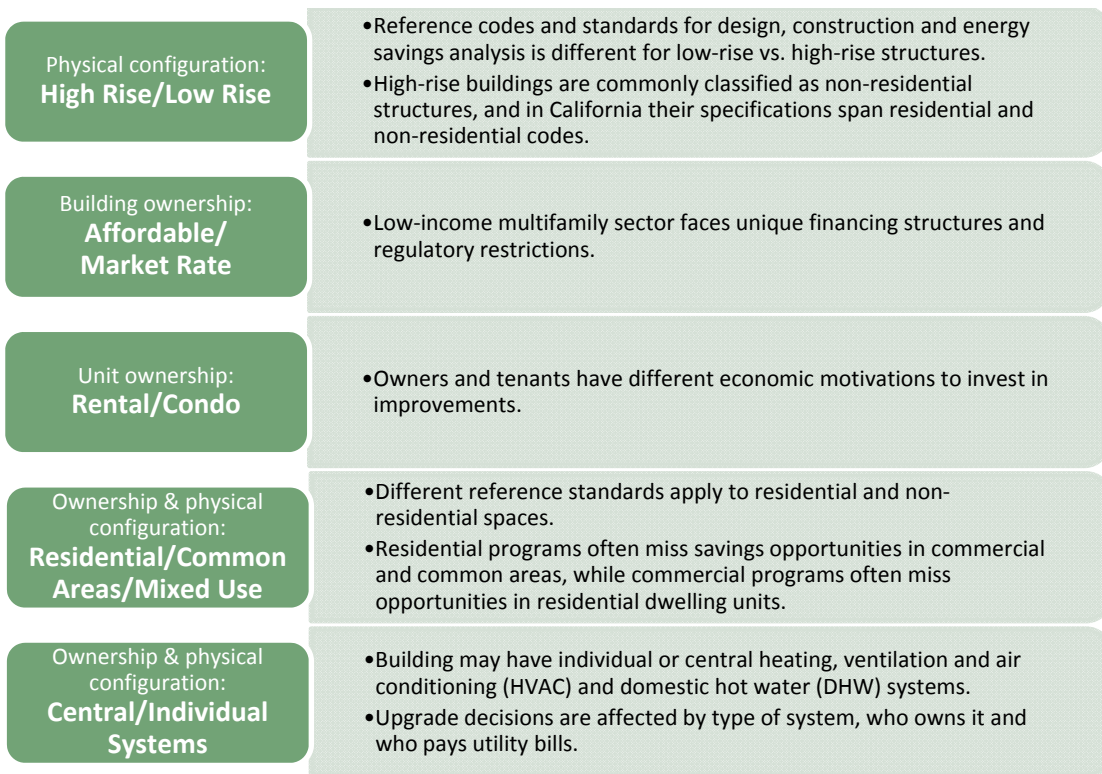 Physical configuration:
High Rise/Low Rise
•Reference codes and standards for design, construction and energy
savings analysis is different for low-rise vs. high-rise structures.
•High-rise buildings are commonly classified as non-residential
structures, and in California their specifications span residential and
non-residential codes.
Building ownership:
Affordable/
Market Rate
•Low-income multifamily sector faces unique financing structures and
regulatory restrictions.
Unit ownership:
Rental/Condo
•Owners and tenants have different economic motivations to invest in
improvements.
Ownership & physical
configuration:
Residential/Common
Areas/Mixed Use
•Different reference standards apply to residential and non-
residential spaces.
•Residential programs often miss savings opportunities in commercial
and common areas, while commercial programs often miss
opportunities in residential dwelling units.
Ownership & physical
configuration:
Central/Individual
Systems
•Building may have individual or central heating, ventilation and air
conditioning (HVAC) and domestic hot water (DHW) systems.
•Upgrade decisions are affected by type of system, who owns it and
who pays utility bills.